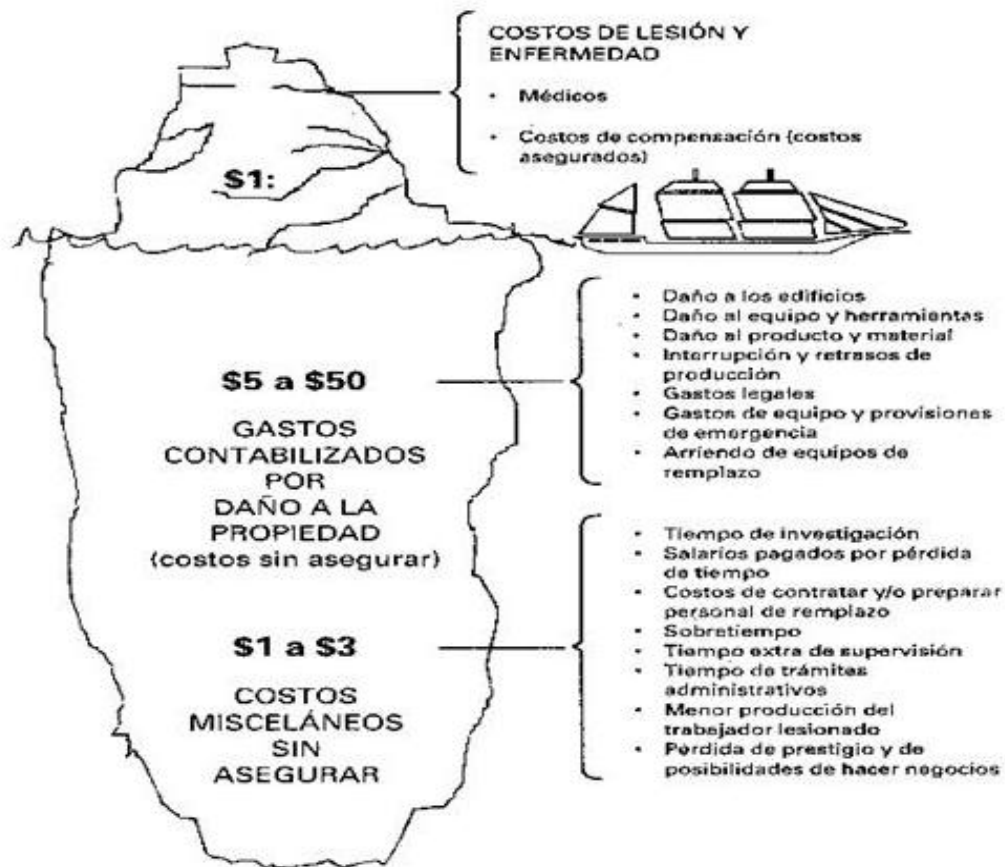 COSTOS DE LESIÓN Y
ENFERMEDAD
• Médicos
• Costos de compensación (costos
asegurados)
$1:
• Daño a los edificios
• Daño al equipo y herramientas
• Daño al producto y material
• Interrupción y retrasos de
producción
• Gastos legales
• Gastos de equipo y provisiones
de emergencia
• Arriendo de equipos de
remplazo
$5 a $50
GASTOS
CONTABILIZADOS
POR
DAÑO A LA
PROPIEDAD
(costos sin asegurar)
• Tiempo de investigación
• Salarios pagados por pérdida
de tiempo
• Costos de contratar y/o preparar
personal de remplazo
• Sobretiempo
• Tiempo extra de supervisión
• Tiempo de trámites
administrativos
• Menor producción del
trabajador lesionado
• Pérdida de prestigio y de
posibilidades de hacer negocios
$1 a $3
COSTOS
MISCELÁNEOS
SIN
ASEGURAR